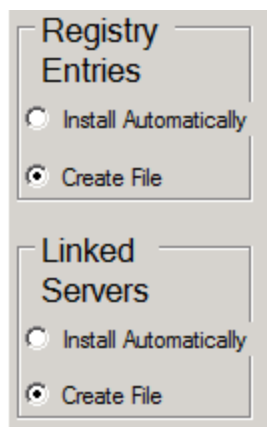 Registry
Entries
Install Automatically
Create File
Linked
Servers
Install Automatically
Create File